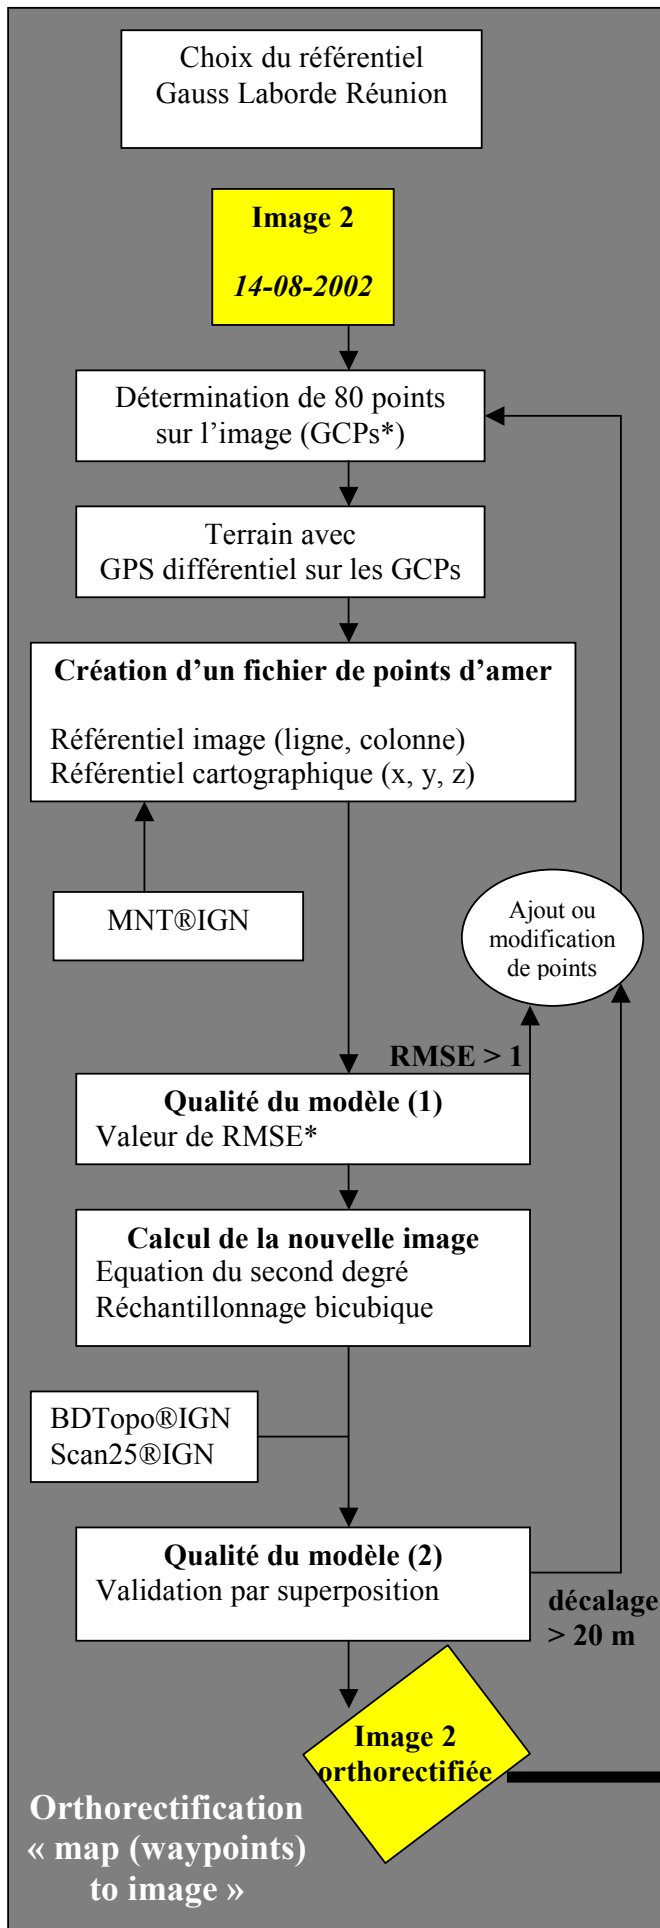 Choix du référentiel
Gauss Laborde Réunion
Image 2
14-08-2002
Détermination de 80 points
sur l’image (GCPs*)
Terrain avec
GPS différentiel sur les GCPs
Création d’un fichier de points d’amer
Référentiel image (ligne, colonne)
Référentiel cartographique (x, y, z)
MNT®IGN
Ajout ou
modification
de points
RMSE > 1
Qualité du modèle (1)
Valeur de RMSE*
Calcul de la nouvelle image
Equation du second degré
Réchantillonnage bicubique
BDTopo®IGN
Scan25®IGN
Qualité du modèle (2)
Validation par superposition
décalage
> 20 m
Image 2
orthorectifiée
Orthorectification
« map (waypoints)
to image »